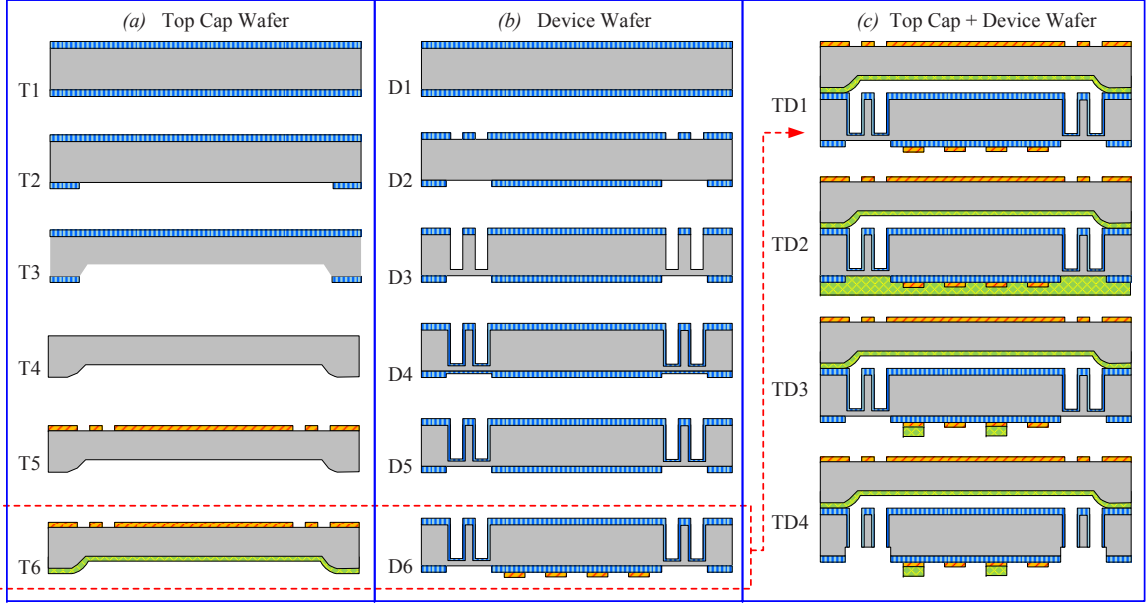 (a) Top Cap Wafer
T1
T2
T3
T4
T5
T6
(b) Device Wafer
D1
D2
D3
D4
D5
D6
(c) Top Cap + Device Wafer
TD1
TD2
TD3
TD4